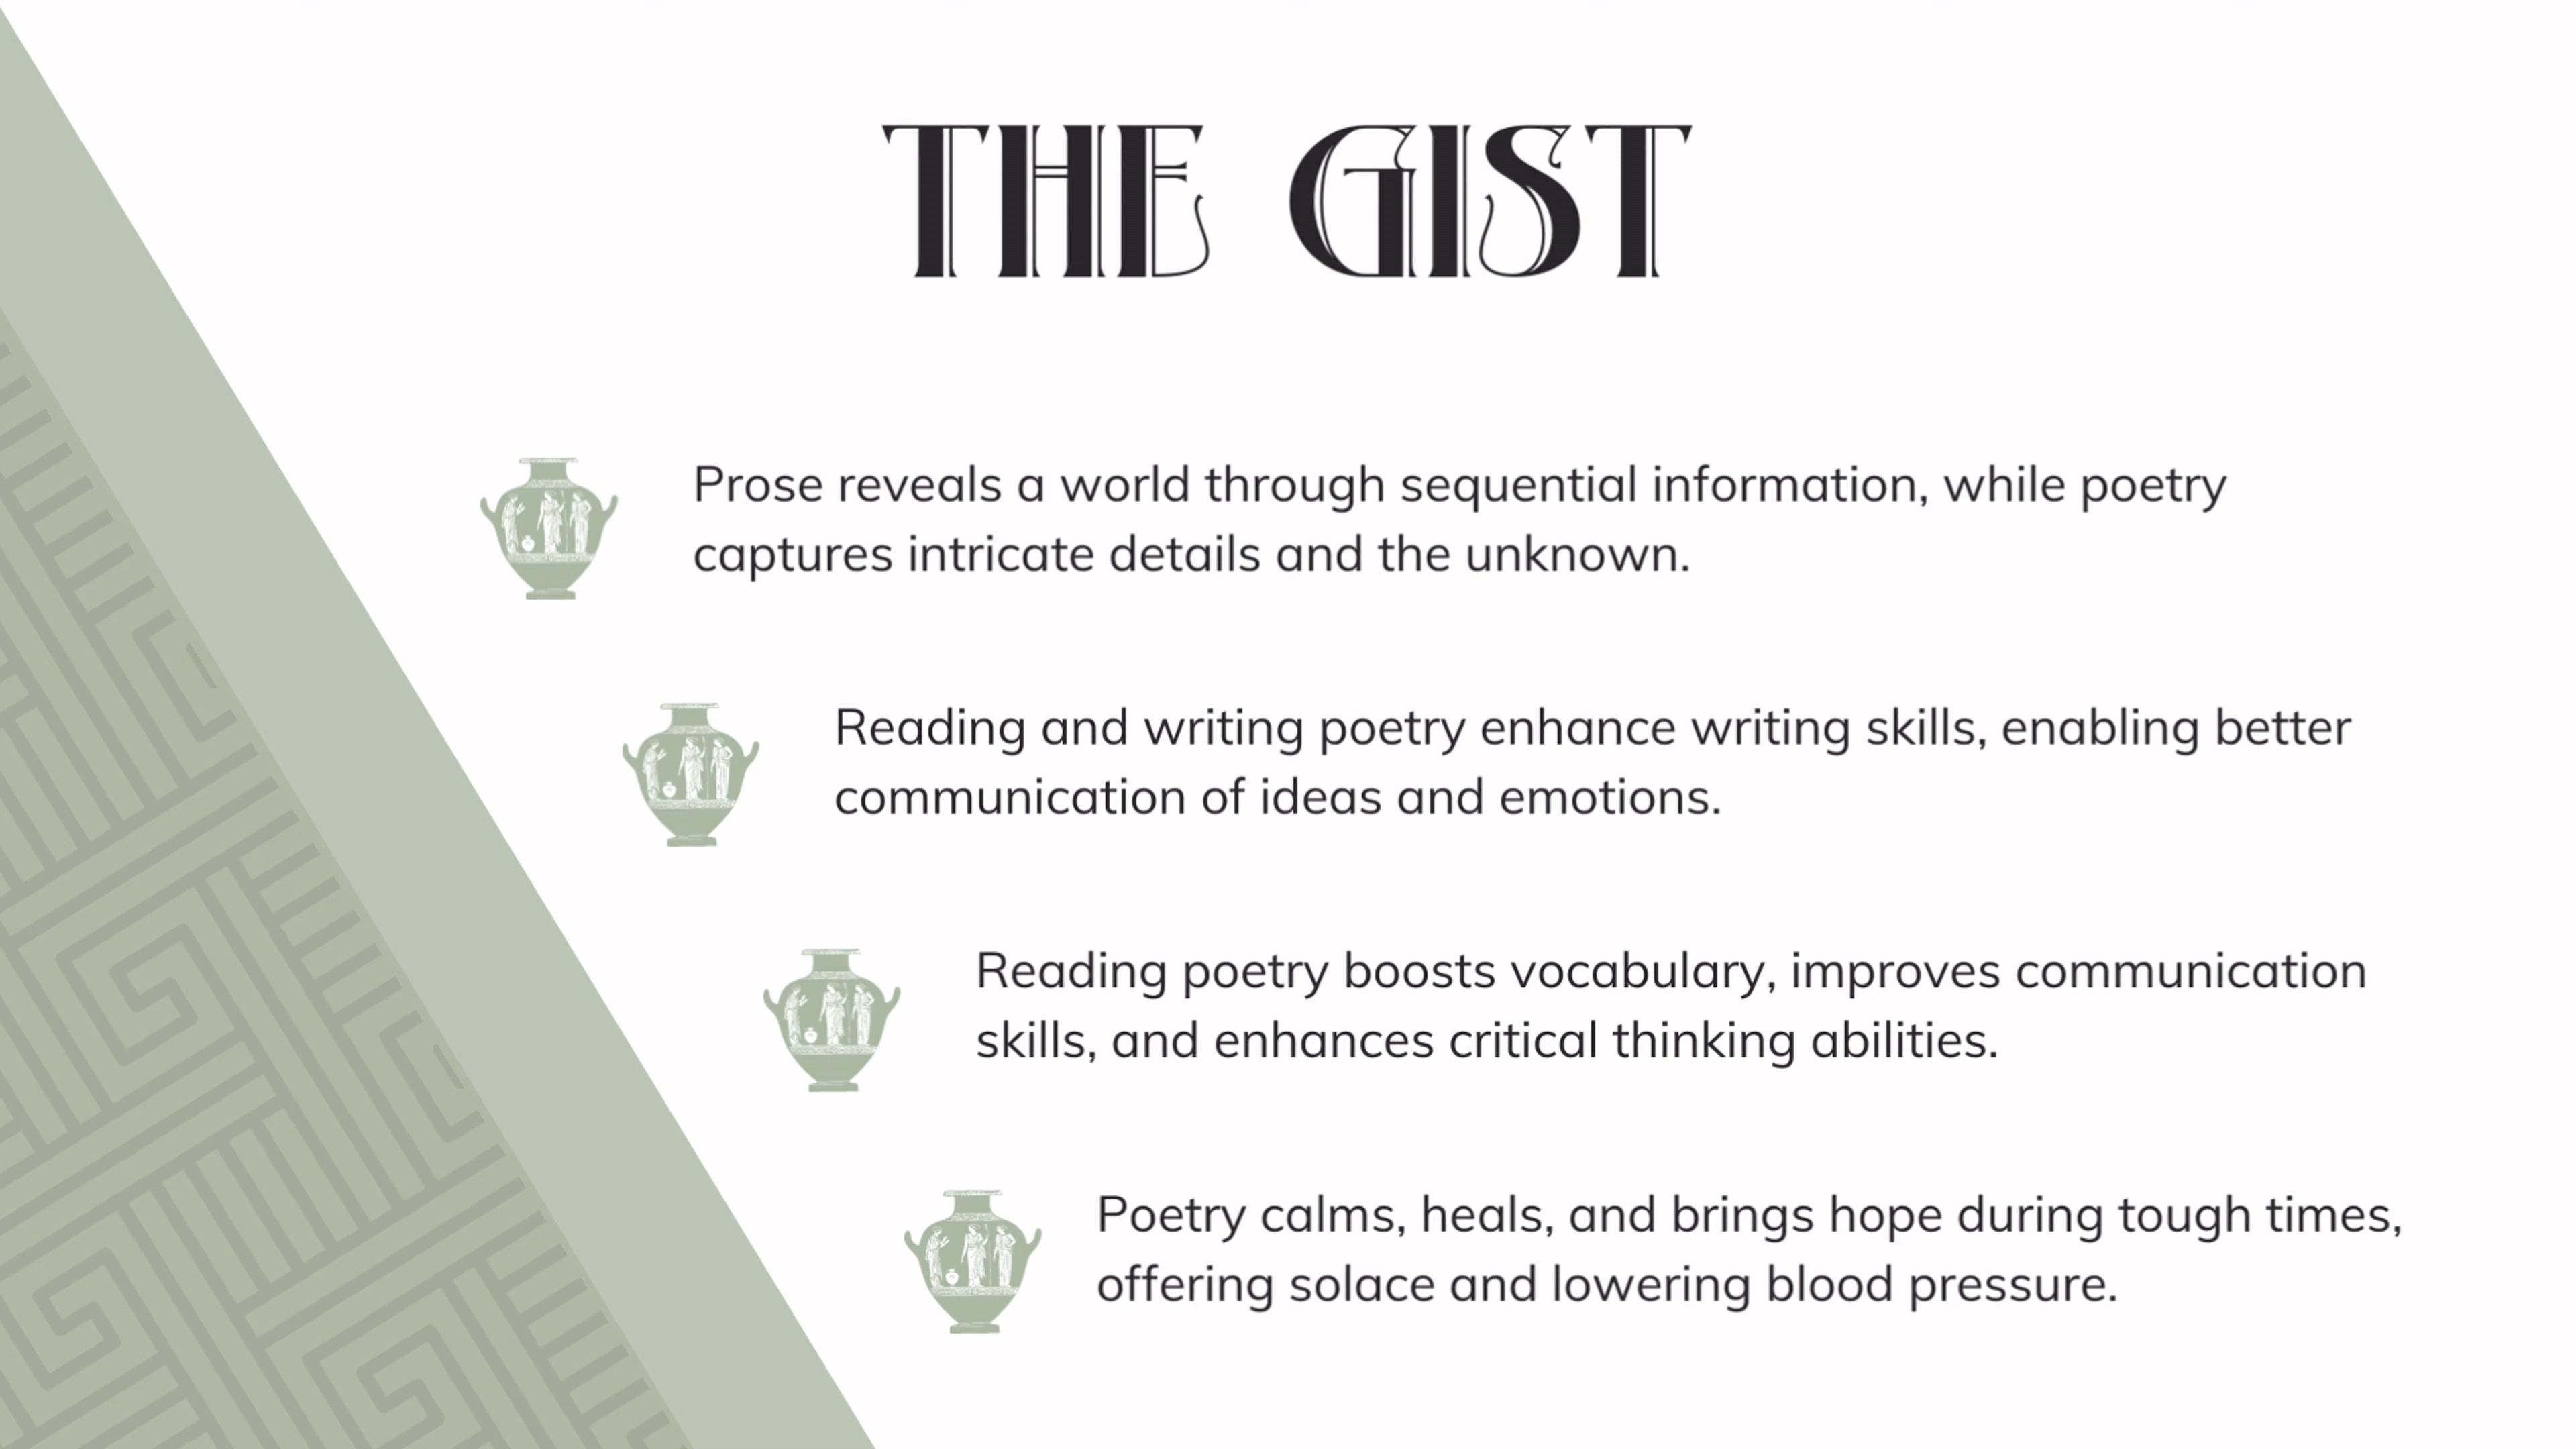 THE GIST
Prose reveals a world through sequential information, while poetry
captures intricate details and the unknown.
Reading and writing poetry enhance writing skills, enabling better
communication of ideas and emotions.
Reading poetry boosts vocabulary, improves communication
skills, and enhances critical thinking abilities.
Poetry calms, heals, and brings hope during tough times,
offering solace and lowering blood pressure.